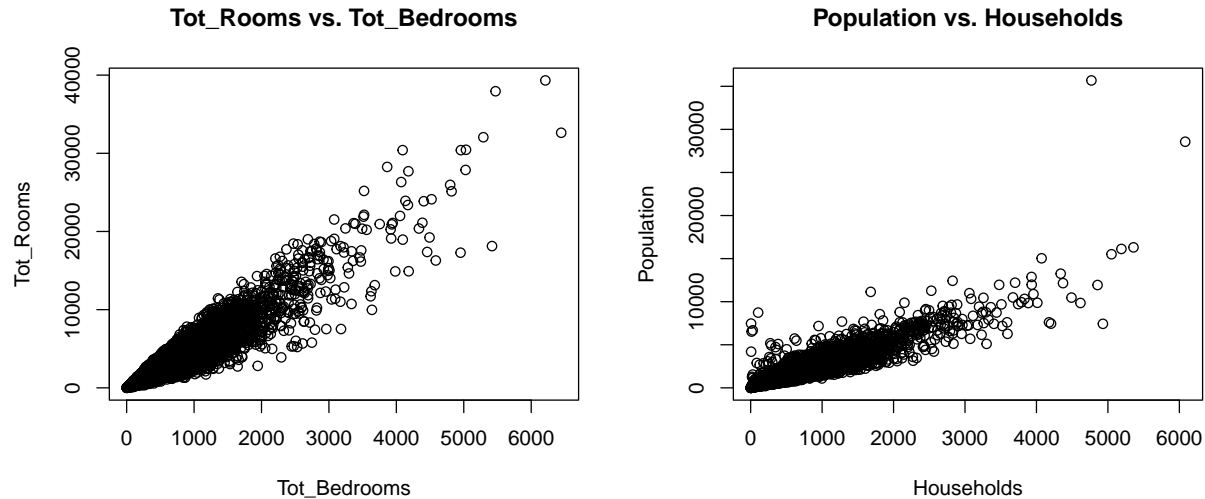 Tot_Rooms vs. Tot_Bedrooms
Tot_Rooms
40000
30000
20000
10000
0
0 1000 2000 3000 4000 5000 6000
Tot_Bedrooms
Population vs. Households
Population
30000
20000
10000
0
0 1000 2000 3000 4000 5000 6000
Households